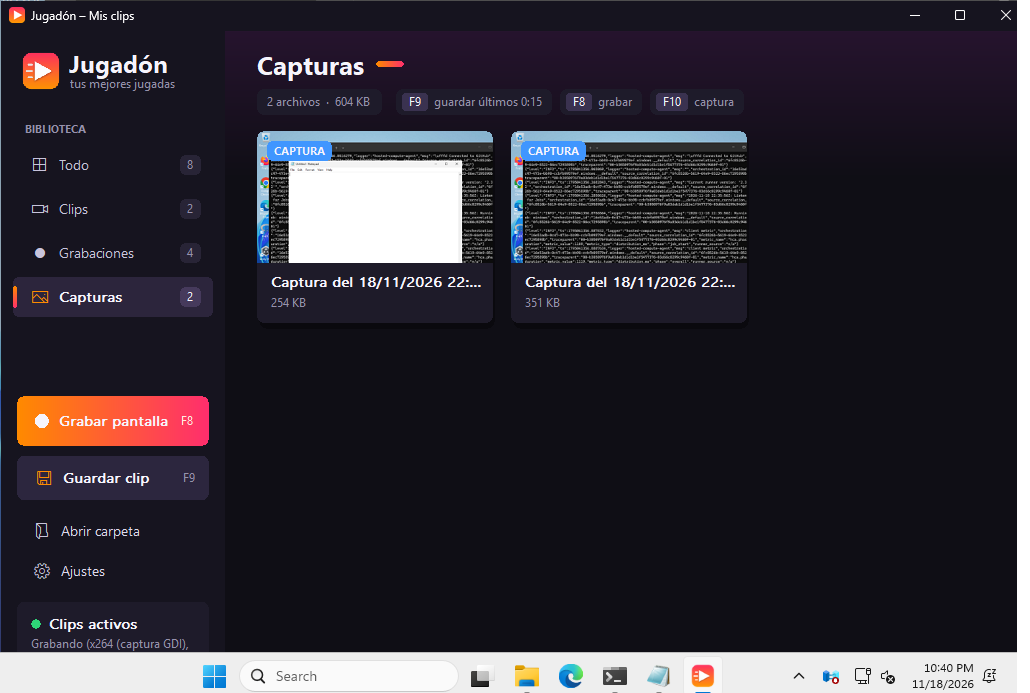 Jugadón – Mis clips
Jugadón
tus mejores jugadas
BIBLIOTECA
Todo 8
Clips 2
Grabaciones 4
Capturas 2
Grabar pantalla F8
Guardar clip F9
Abrir carpeta
Ajustes
Clips activos
Grabando (x264 (captura GDI),
Capturas
2 archivos · 604 KB F9 guardar últimos 0:15 F8 grabar F10 captura
CAPTURA
Captura del 18/11/2026 22:...
254 KB
CAPTURA
Captura del 18/11/2026 22:...
351 KB
Search
10:40 PM
11/18/2026